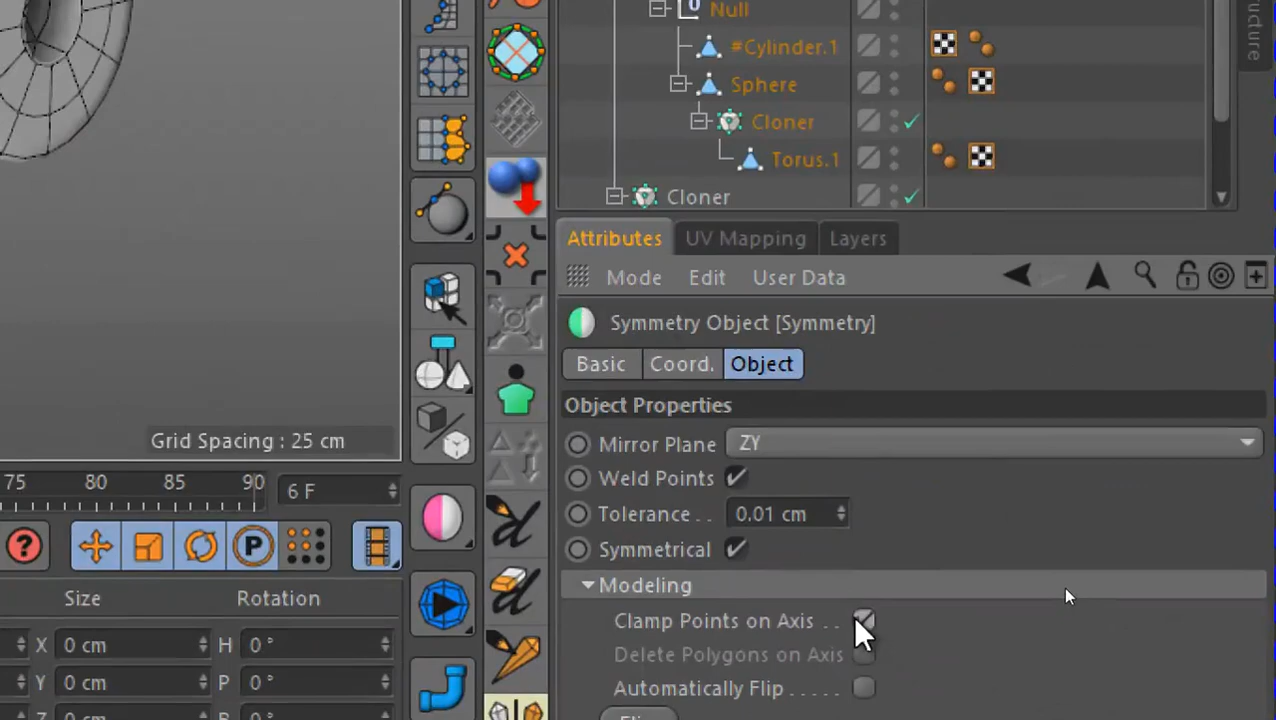 Null
#Cylinder.1
Sphere
Cloner
Torus.1
Cloner
Structure
Attributes UV Mapping Layers
Mode Edit User Data
Symmetry Object [Symmetry]
Basic Coord. Object
Object Properties
Mirror Plane ZY
Weld Points
Tolerance . . 0.01 cm
Symmetrical
Modeling
Clamp Points on Axis . .
Delete Polygons on Axis
Automatically Flip . . . . .
Grid Spacing : 25 cm
75 80 85 90 6 F
P
Size Rotation
X 0 cm H 0 °
Y 0 cm P 0 °